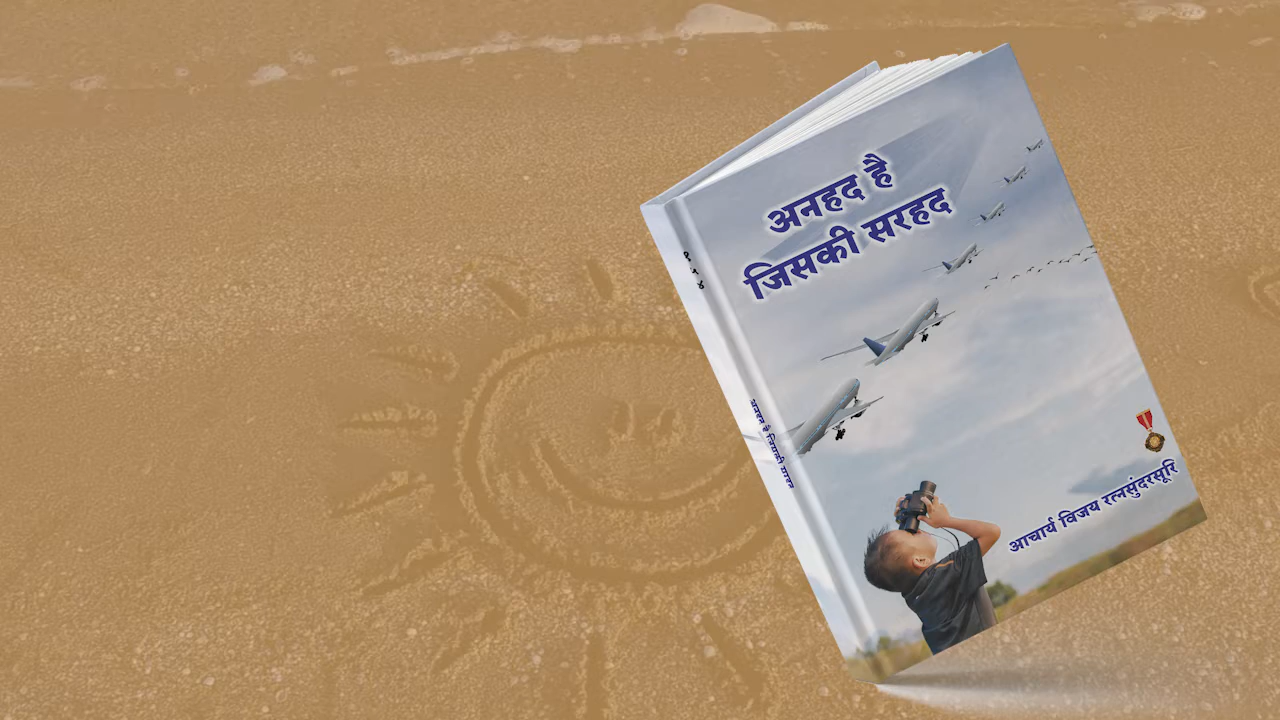 अनहद है
जिसकी सरहद
आचार्य विजय रत्नसुंदरसूरि
अनहद है जिसकी सरहद